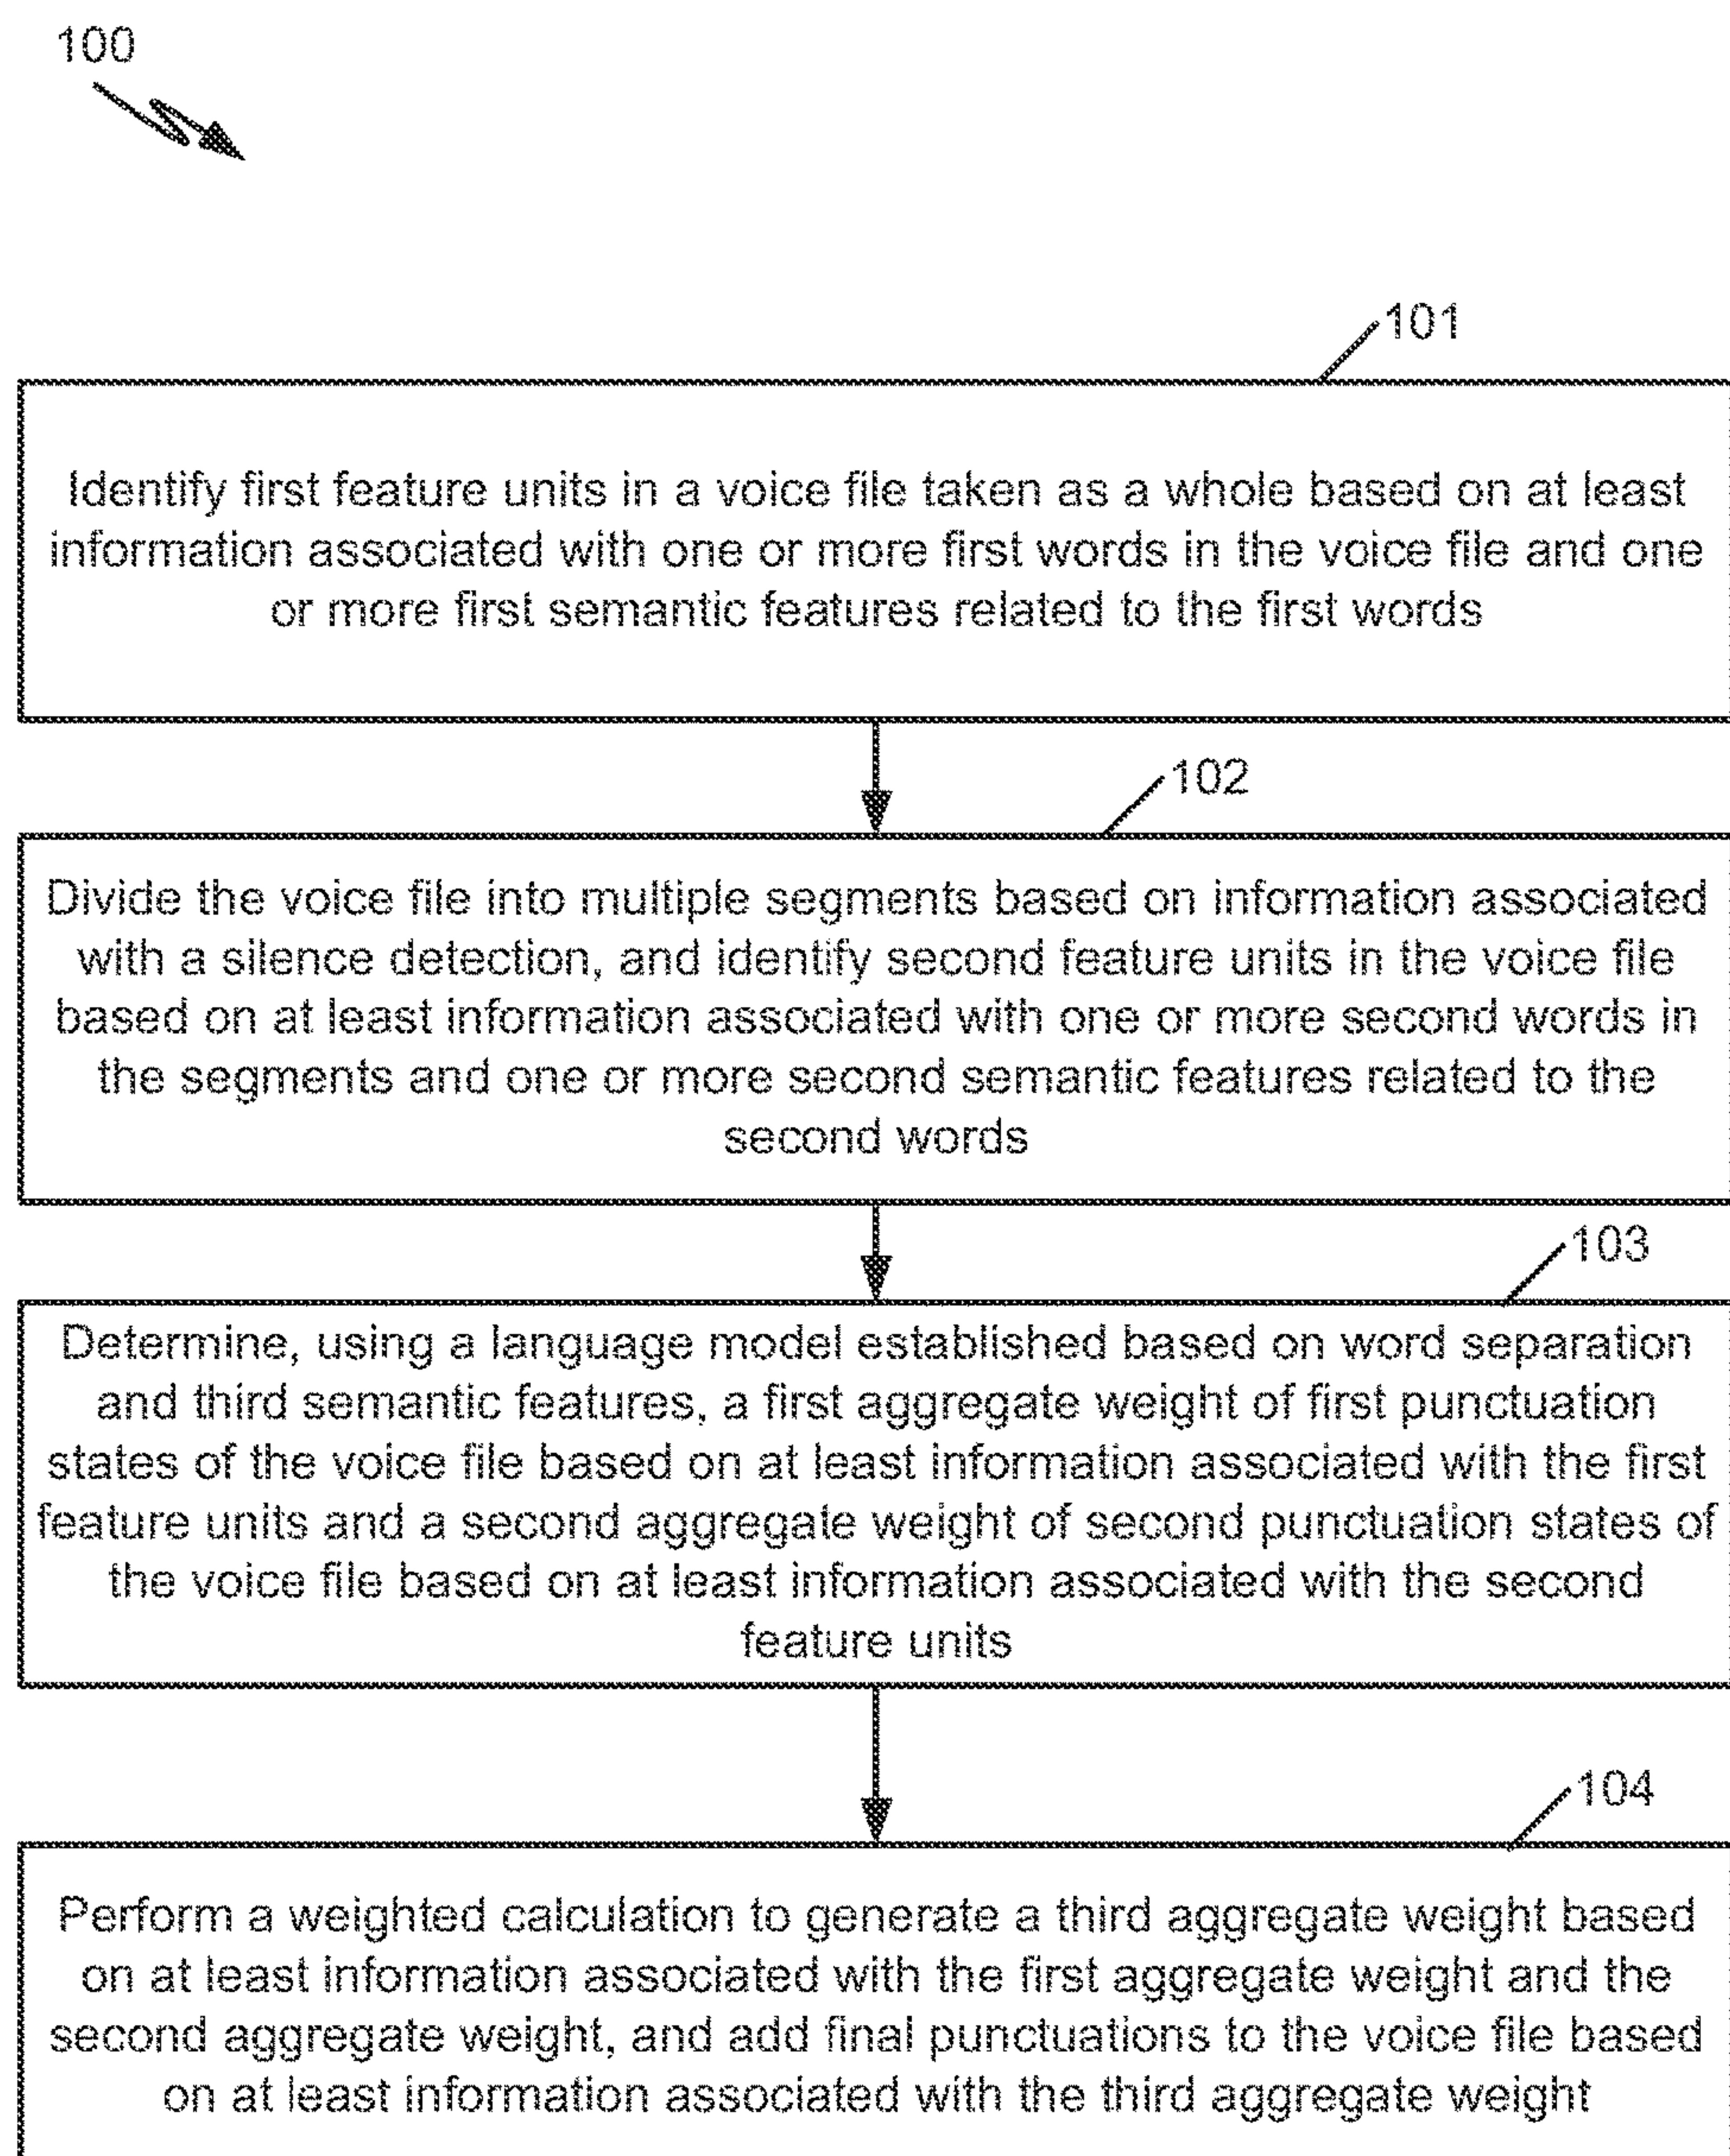 100
101
Identify first feature units in a voice file taken as a whole based on at least
information associated with one or more first words in the voice file and one
or more first semantic features related to the first words
102
Divide the voice file into multiple segments based on information associated
with a silence detection, and identify second feature units in the voice file
based on at least information associated with one or more second words in
the segments and one or more second semantic features related to the
second words
103
Determine, using a language model established based on word separation
and third semantic features, a first aggregate weight of first punctuation
states of the voice file based on at least information associated with the first
feature units and a second aggregate weight of second punctuation states of
the voice file based on at least information associated with the second
feature units
104
Perform a weighted calculation to generate a third aggregate weight based
on at least information associated with the first aggregate weight and the
second aggregate weight, and add final punctuations to the voice file based
on at least information associated with the third aggregate weight